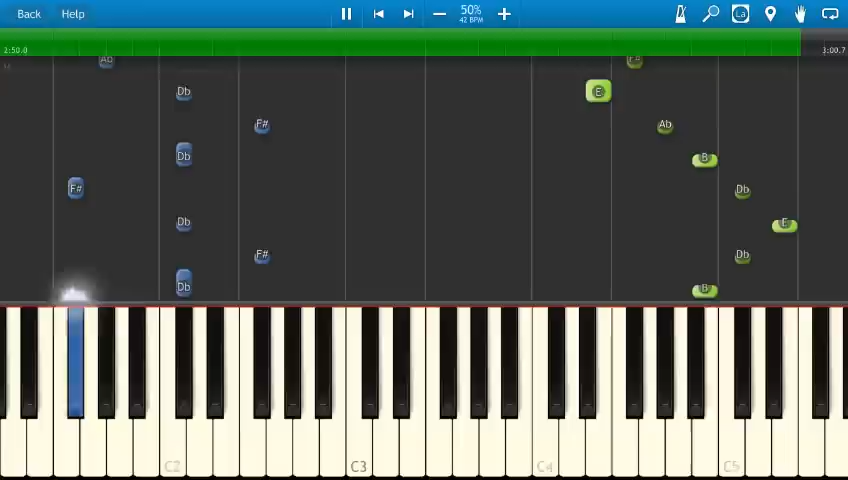 Back Help 50%
42 BPM
La
2:50.0 3:00.7
Ab F#
Db E
F# Ab
Db B
F# Db
Db E
F# Db
Db B
C2 C3 C4 C5